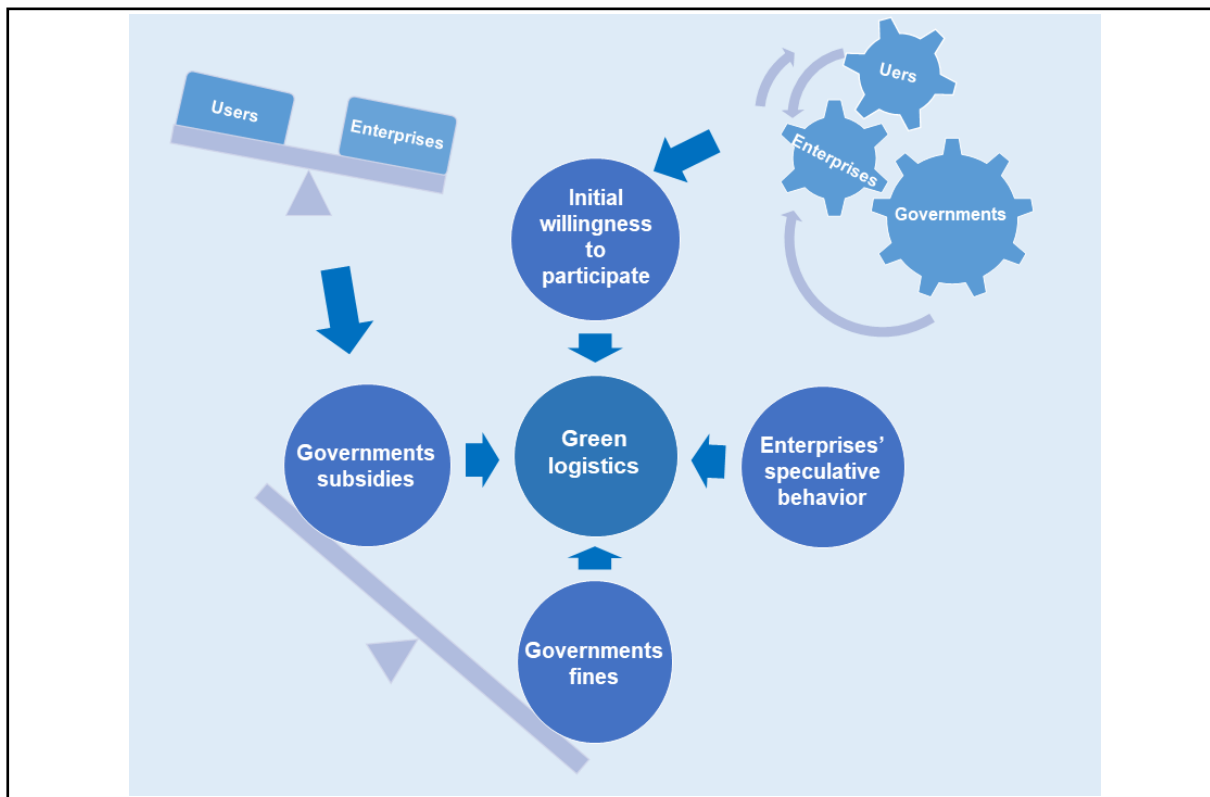 Users
Enterprises
Uers
Enterprises
Governments
Initial
willingness
to
participate
Governments
subsidies
Green
logistics
Enterprises’
speculative
behavior
Governments
fines